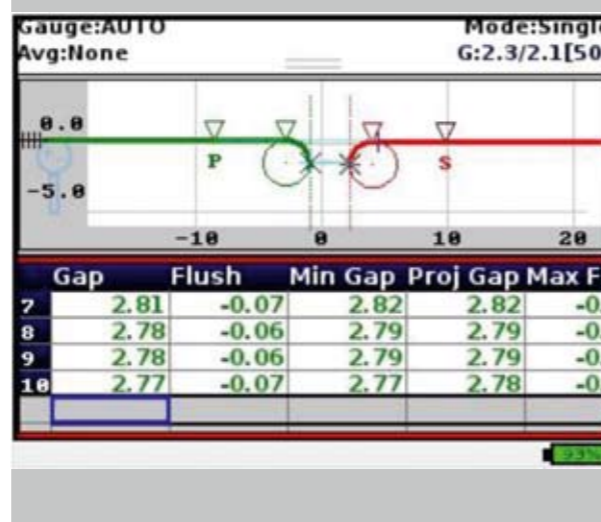 Gauge:AUTO Mode:Single
Avg:None G:2.3/2.1[50
0.0
P S
-5.0
-10 0 10 20
Gap Flush Min Gap Proj Gap Max F
7 2.81 -0.07 2.82 2.82 -0.
8 2.78 -0.06 2.79 2.79 -0.
9 2.78 -0.06 2.79 2.79 -0.
10 2.77 -0.07 2.77 2.78 -0.
93%